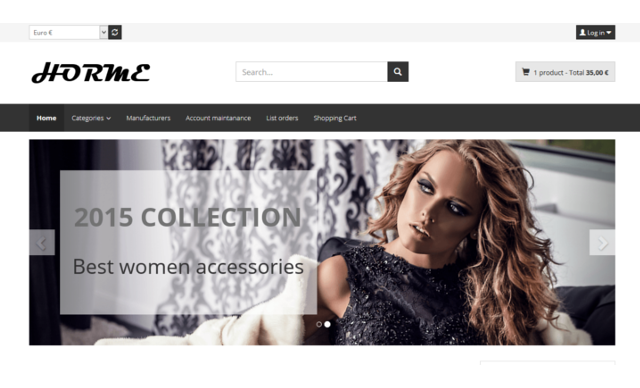 Euro €
Log in
HORME
Search...
1 product - Total 35,00 €
Home Categories Manufacturers Account maintanance List orders Shopping Cart
2015 COLLECTION
Best women accessories